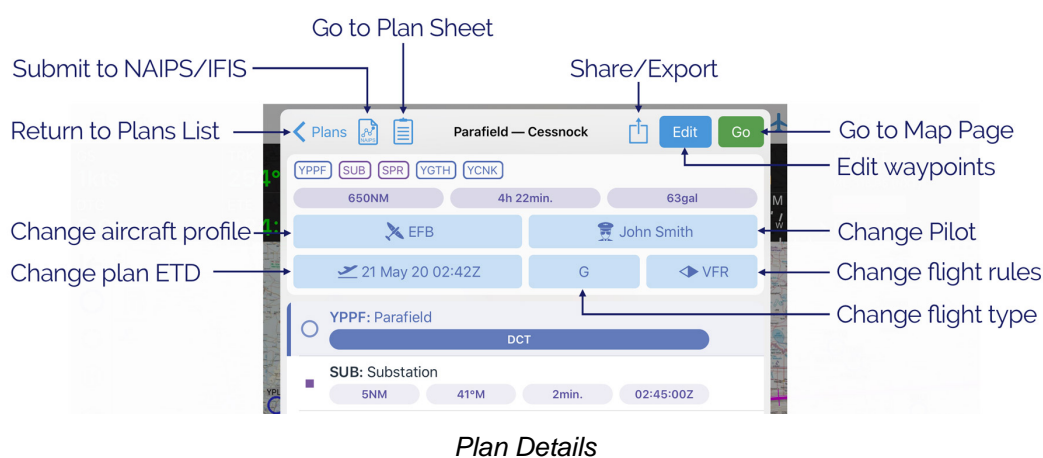 Go to Plan Sheet
Submit to NAIPS/IFIS
Share/Export
Return to Plans List
Plans
NAIPS
Parafield — Cessnock
Edit
Go
Go to Map Page
Edit waypoints
YPPF SUB SPR YGTH YCNK
650NM 4h 22min. 63gal
M
W
Change aircraft profile
EFB
John Smith
Change Pilot
Change plan ETD
21 May 20 02:42Z
G
VFR
Change flight rules
Change flight type
YPPF: Parafield
DCT
SUB: Substation
5NM 41°M 2min. 02:45:00Z
Plan Details